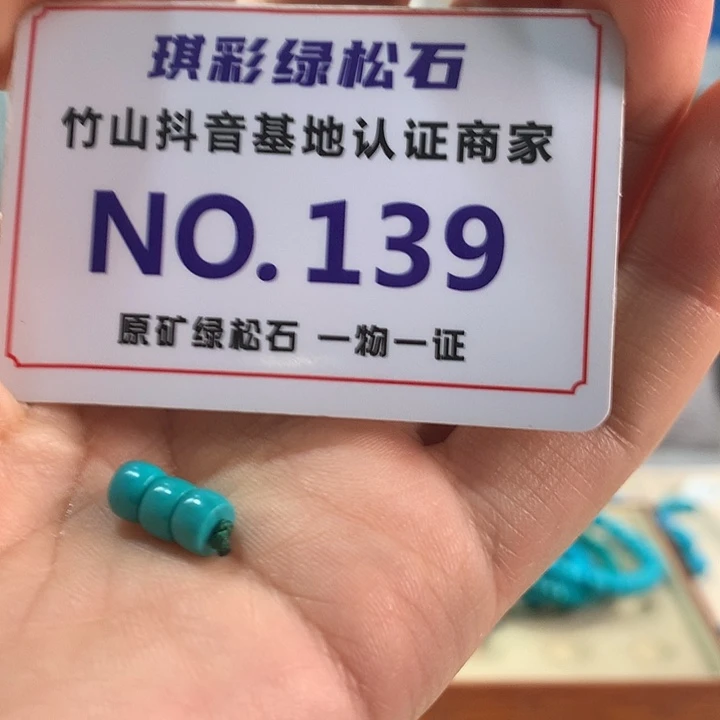 琪彩绿松石
竹山抖音基地认证商家
NO.139
原矿绿松石 一物一证